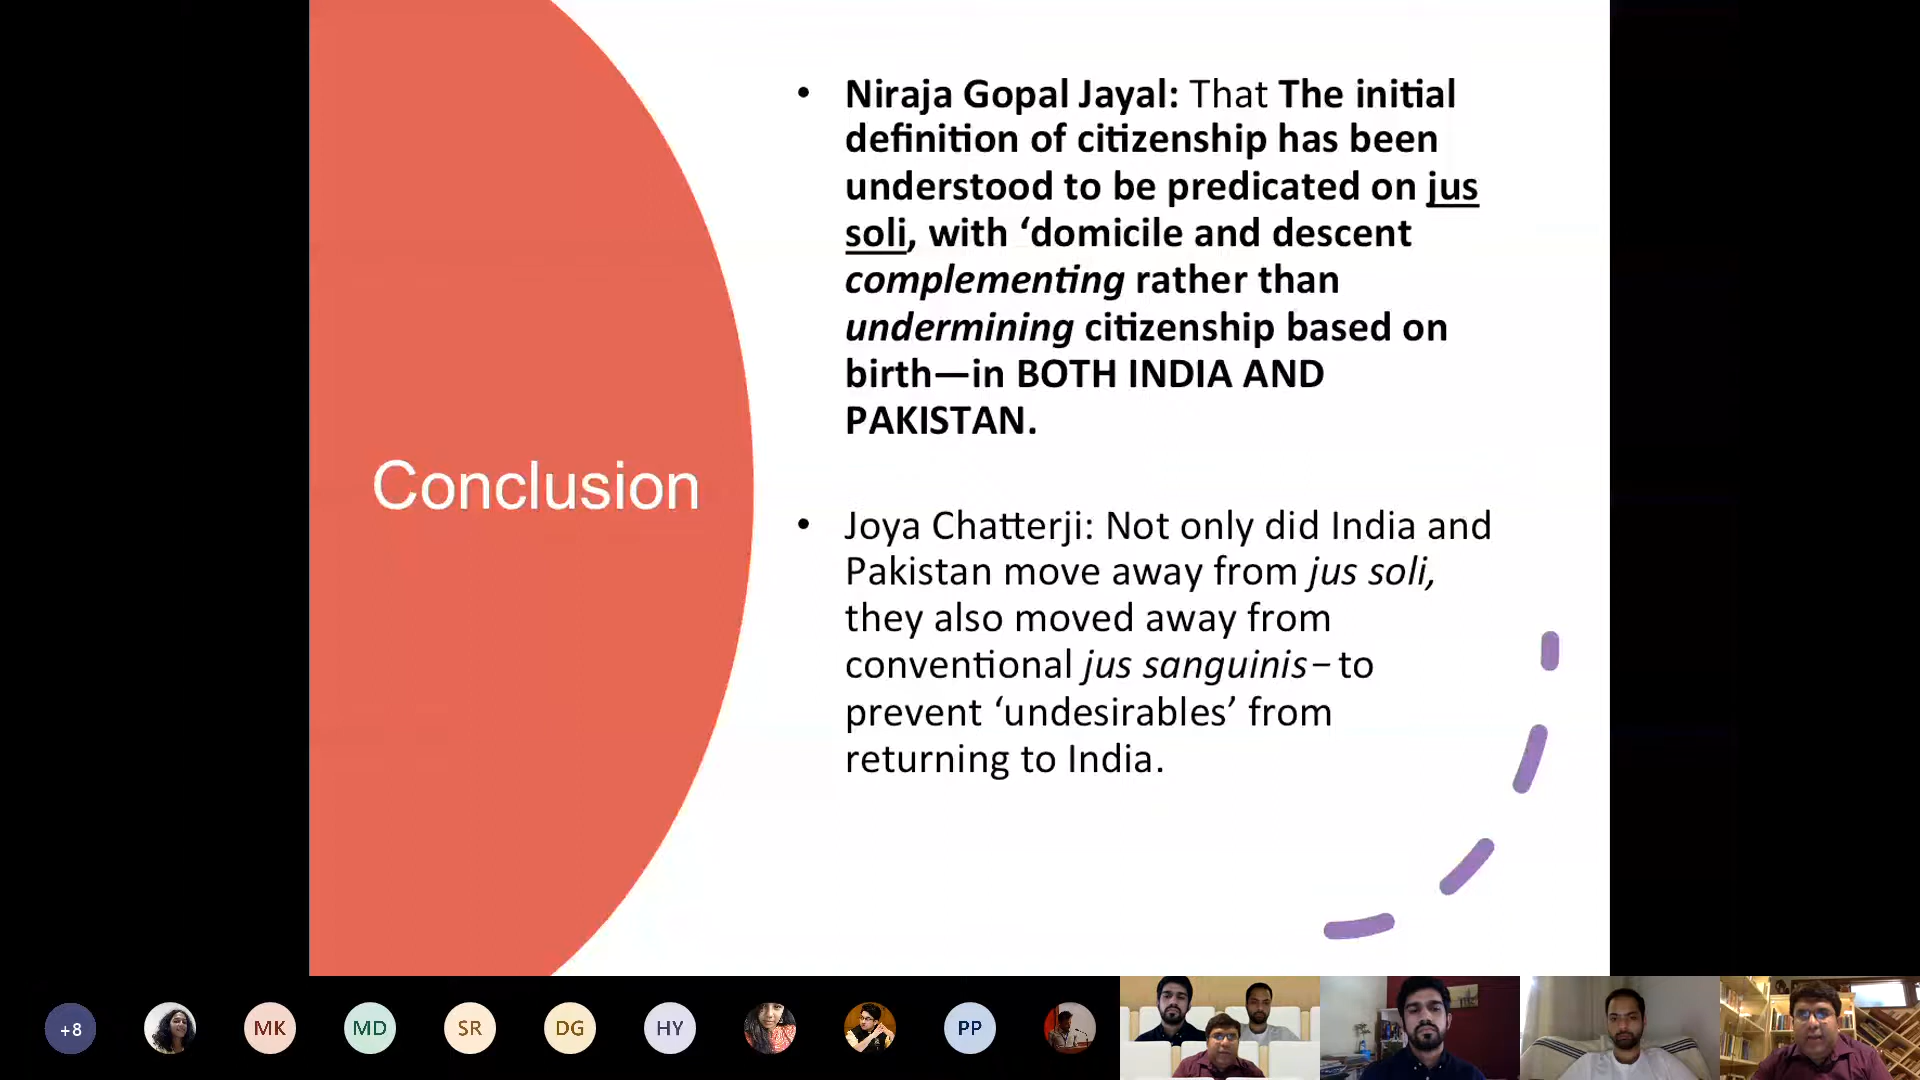 Conclusion
• Niraja Gopal Jayal: That The initial
definition of citizenship has been
understood to be predicated on jus
soli, with ‘domicile and descent
complementing rather than
undermining citizenship based on
birth—in BOTH INDIA AND
PAKISTAN.
• Joya Chatterji: Not only did India and
Pakistan move away from jus soli,
they also moved away from
conventional jus sanguinis– to
prevent ‘undesirables’ from
returning to India.
+8 MK MD SR DG HY PP